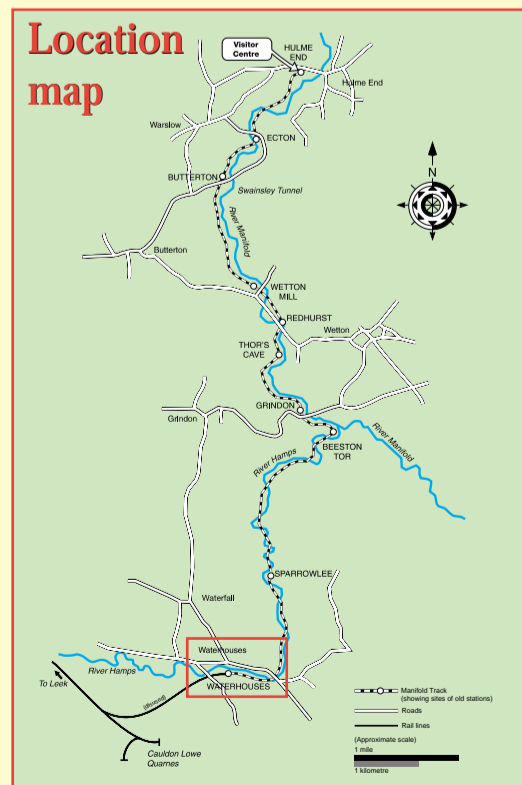 Location
map
Visitor
Centre
HULME
END
Hulme End
Warslow
ECTON
BUTTERTON
Swainsley Tunnel
River Manifold
N
Butterton
WETTON
MILL
REDHURST
Wetton
THOR'S
CAVE
GRINDON
Grindon
BEESTON
TOR
River Manifold
River Hamps
SPARROWLEE
Waterfall
Waterhouses
River Hamps
WATERHOUSES
To Leek
(disused)
Cauldon Lowe
Quarries
Manifold Track
(showing sites of old stations)
Roads
Rail lines
(Approximate scale)
1 mile
1 kilometre